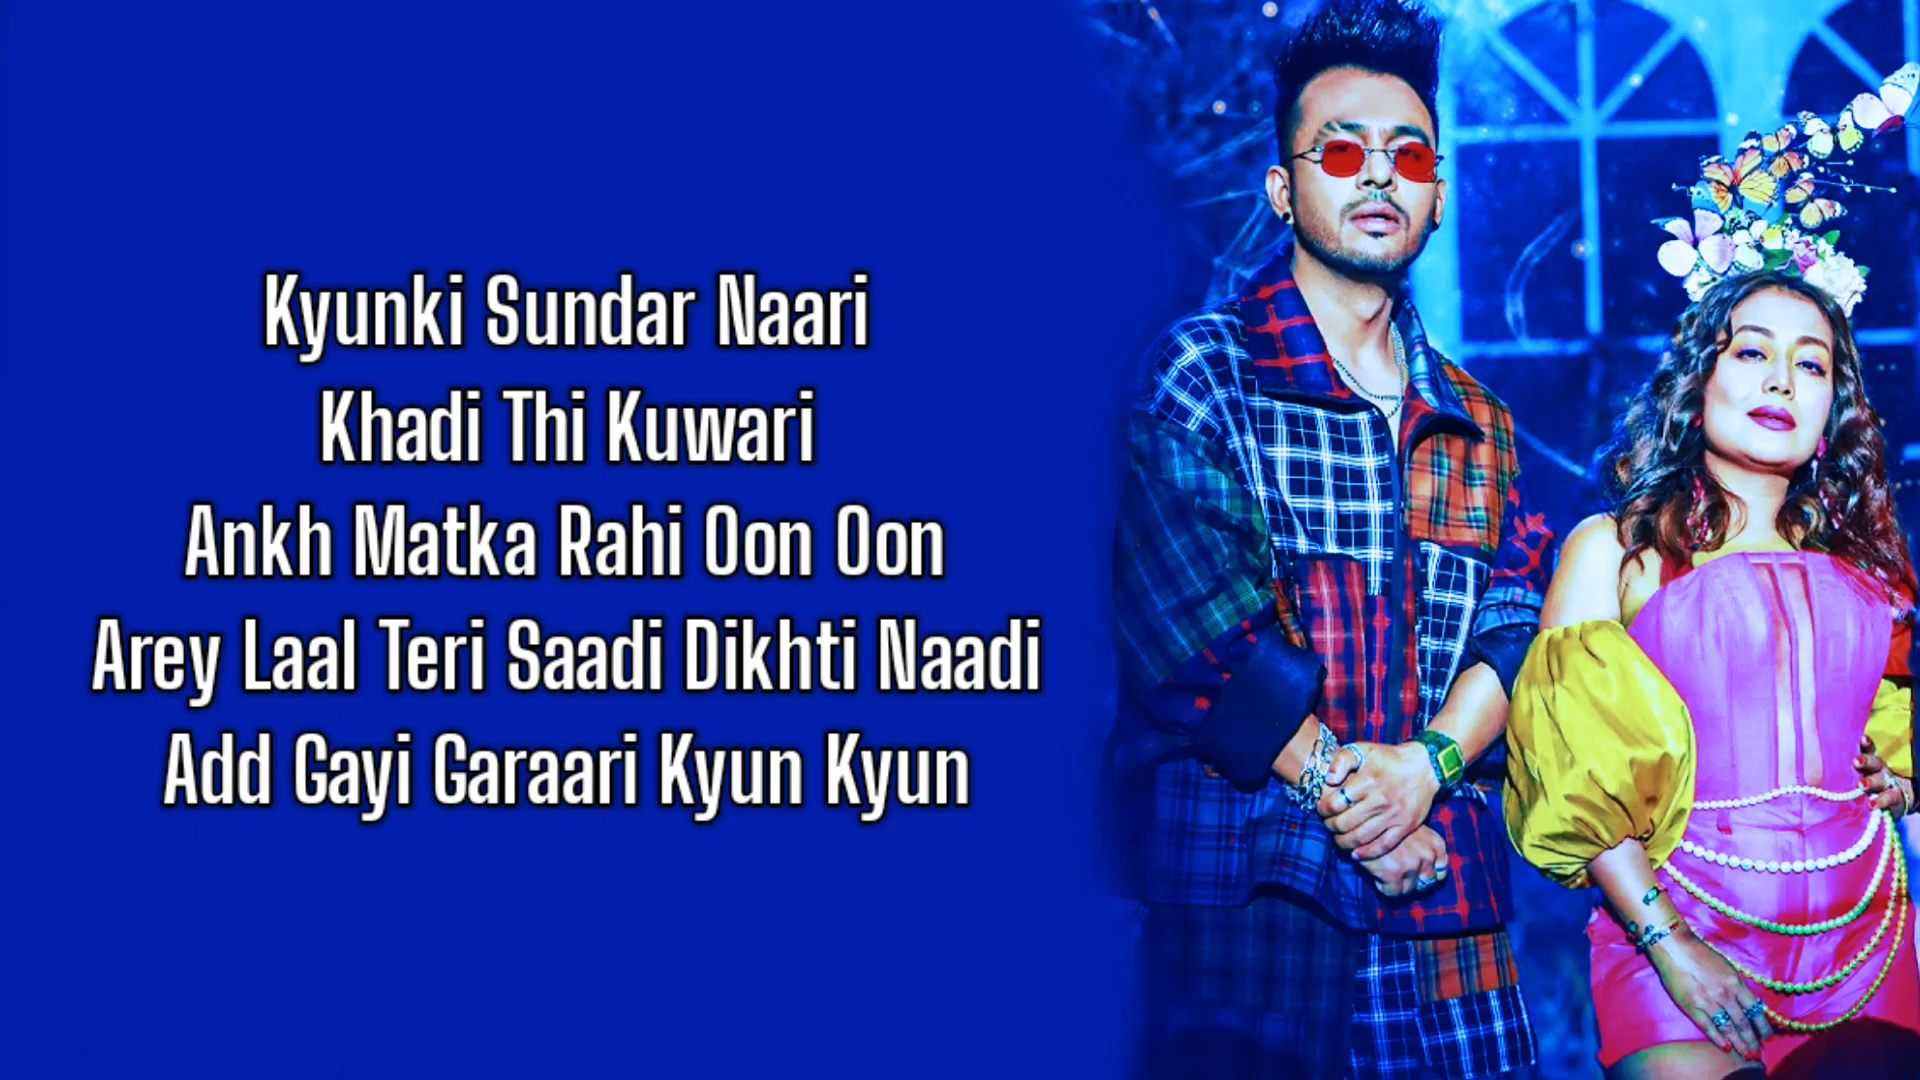 Kyunki Sundar Naari
Khadi Thi Kuwari
Ankh Matka Rahi Oon Oon
Arey Laal Teri Saadi Dikhti Naadi
Add Gayi Garaari Kyun Kyun